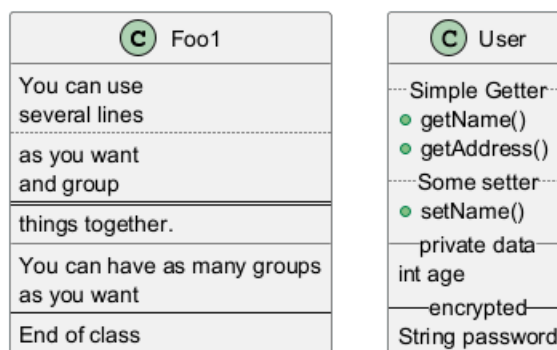 C Foo1
You can use
several lines
as you want
and group
things together.
You can have as many groups
as you want
End of class
C User
Simple Getter
getName()
getAddress()
Some setter
setName()
private data
int age
encrypted
String password